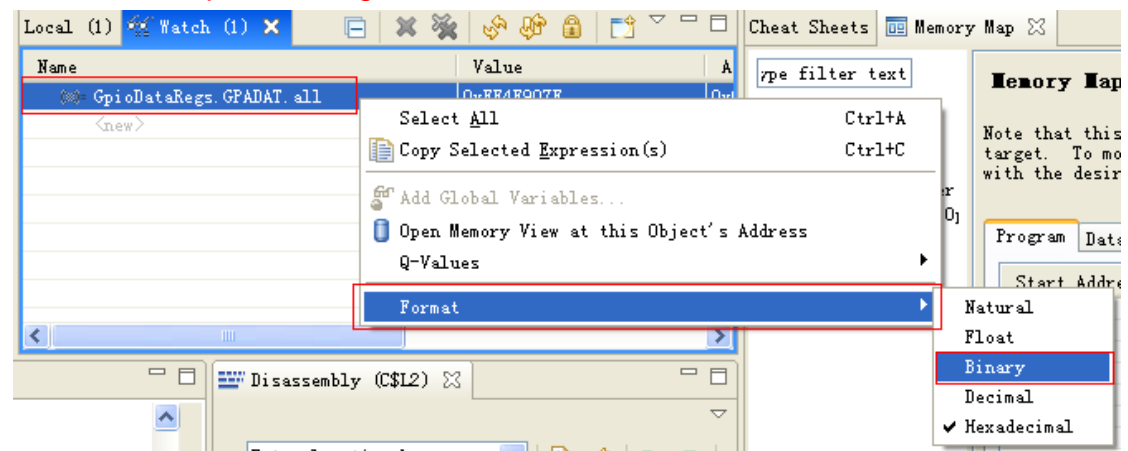 Local (1) Watch (1)
Cheat Sheets Memory Map
Name Value A
GpioDataRegs.GPADAT.all
<new>
Select All Ctrl+A
Copy Selected Expression(s) Ctrl+C
Add Global Variables...
Open Memory View at this Object's Address
Q-Values
Format
Natural
Float
Binary
Decimal
Hexadecimal
ype filter text
Memory Map
Note that this
target. To mo
with the desir
Program Data
Start Addre
Disassembly (C$L2)